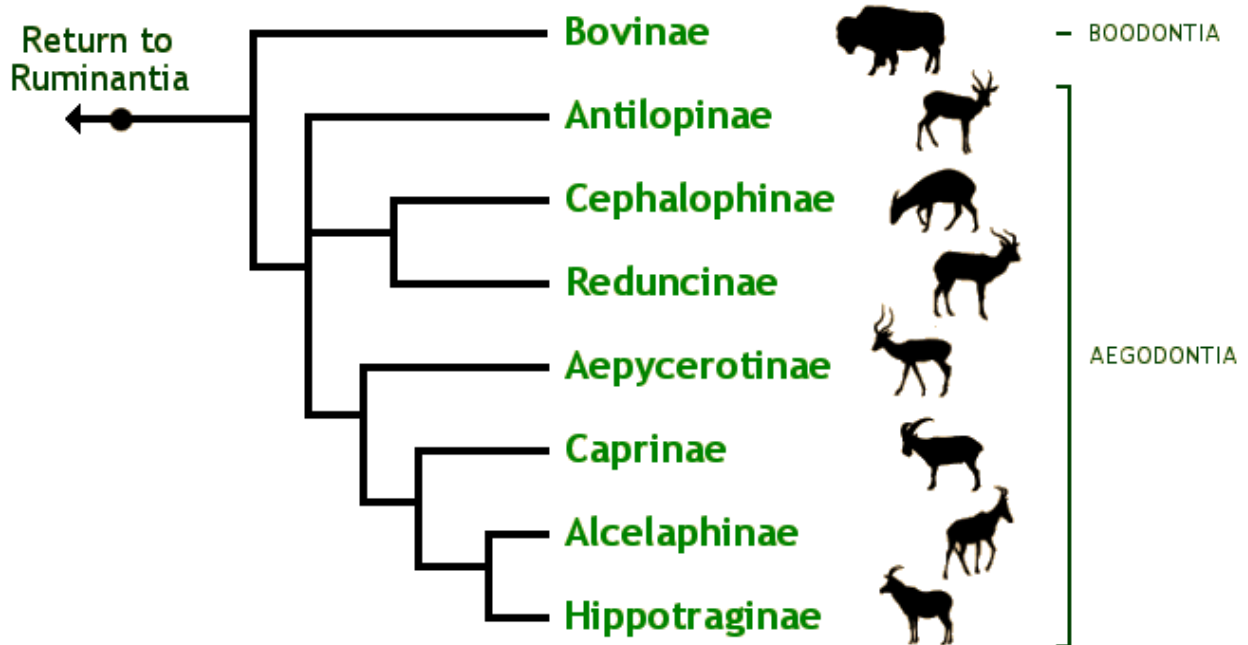 Return to
Ruminantia
Bovinae
BOODONTIA
Antilopinae
Cephalophinae
Reduncinae
Aepycerotinae
AEGODONTIA
Caprinae
Alcelaphinae
Hippotraginae